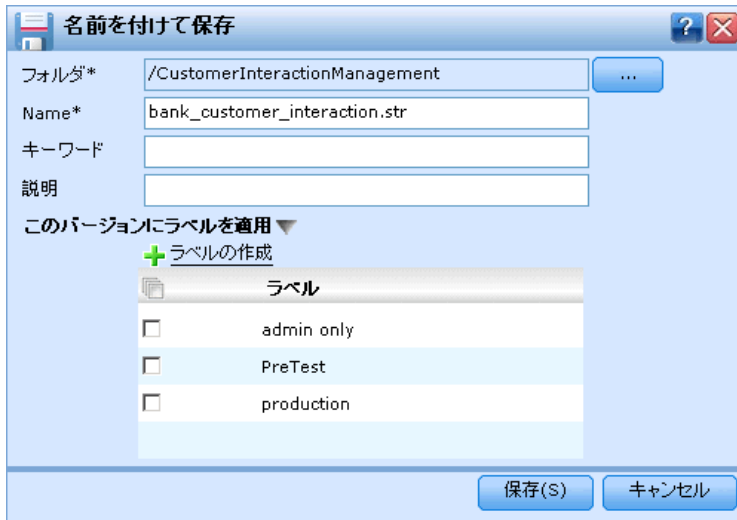 名前を付けて保存
フォルダ* /CustomerInteractionManagement ...
Name* bank_customer_interaction.str
キーワード
説明
このバージョンにラベルを適用
ラベルの作成
ラベル
admin only
PreTest
production
保存(S) キャンセル